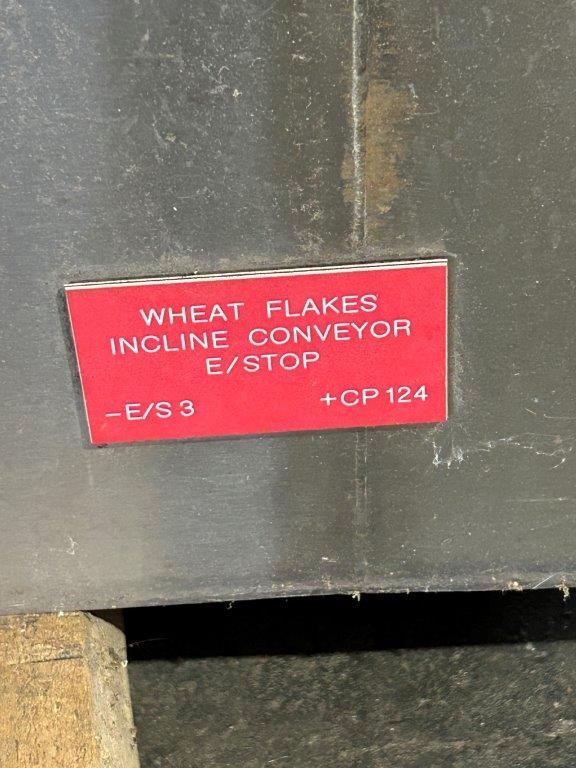 WHEAT FLAKES
INCLINE CONVEYOR
E/STOP
-E/S 3 +CP 124